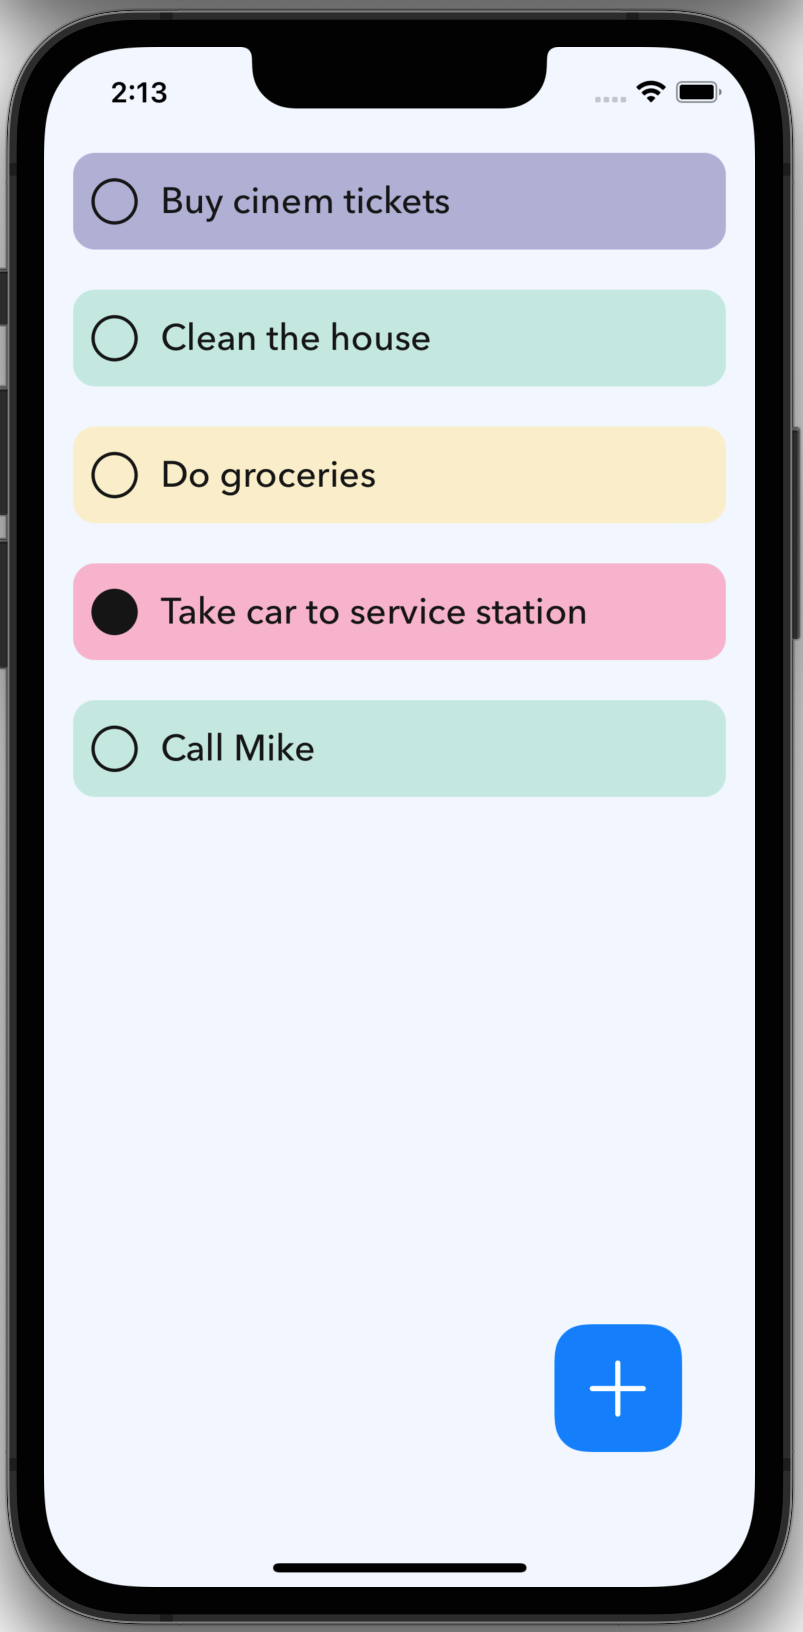 2:13
Buy cinem tickets
Clean the house
Do groceries
Take car to service station
Call Mike